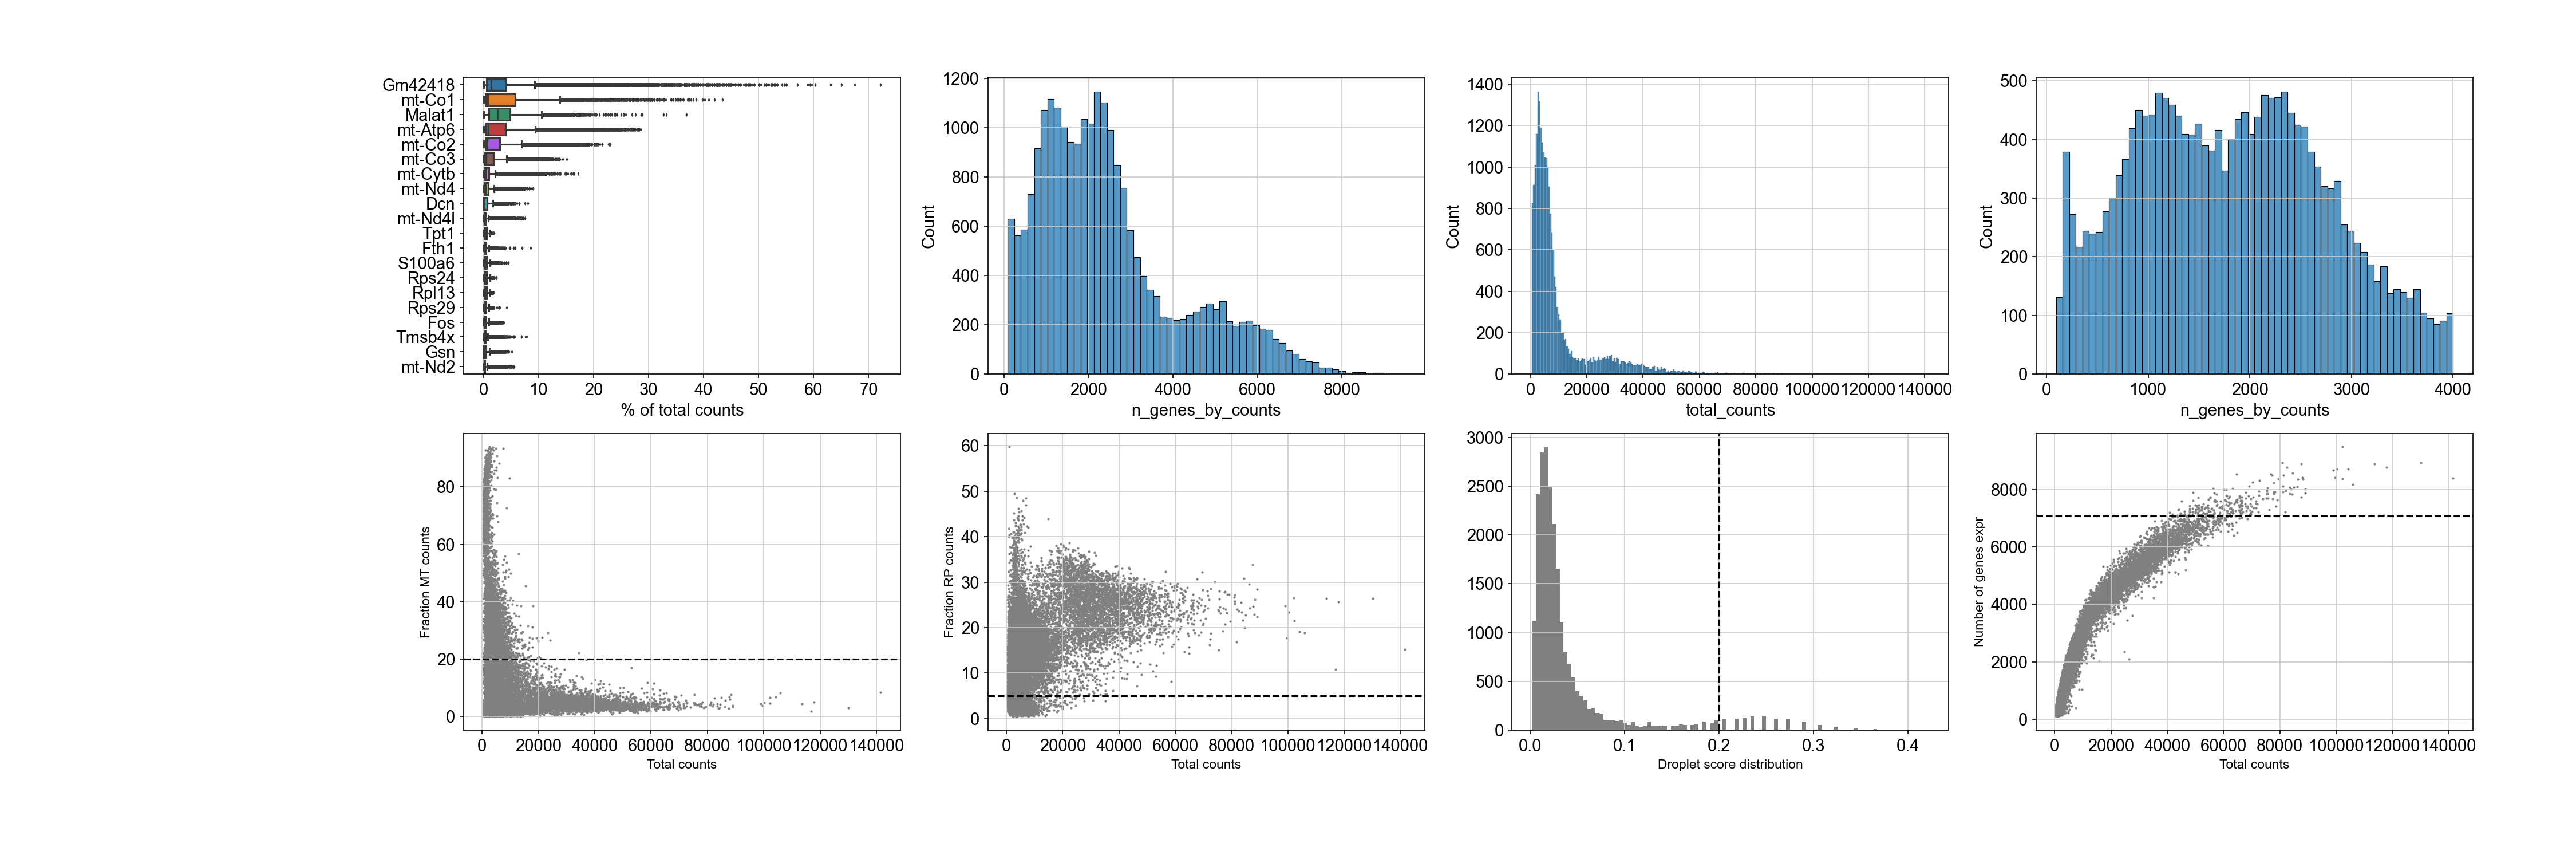 Gm42418
mt-Co1
Malat1
mt-Atp6
mt-Co2
mt-Co3
mt-Cytb
mt-Nd4
Dcn
mt-Nd4l
Tpt1
Fth1
S100a6
Rps24
Rpl13
Rps29
Fos
Tmsb4x
Gsn
mt-Nd2
0 10 20 30 40 50 60 70
% of total counts
Count
1200
1000
800
600
400
200
0
0 2000 4000 6000 8000
n_genes_by_counts
Count
1400
1200
1000
800
600
400
200
0
0 20000 40000 60000 80000 100000 120000 140000
total_counts
Count
500
400
300
200
100
0
0 1000 2000 3000 4000
n_genes_by_counts
Fraction MT counts
80
60
40
20
0
0 20000 40000 60000 80000 100000 120000 140000
Total counts
Fraction RP counts
60
50
40
30
20
10
0
0 20000 40000 60000 80000 100000 120000 140000
Total counts
3000
2500
2000
1500
1000
500
0
0.0 0.1 0.2 0.3 0.4
Droplet score distribution
Number of genes expr
8000
6000
4000
2000
0
0 20000 40000 60000 80000 100000 120000 140000
Total counts